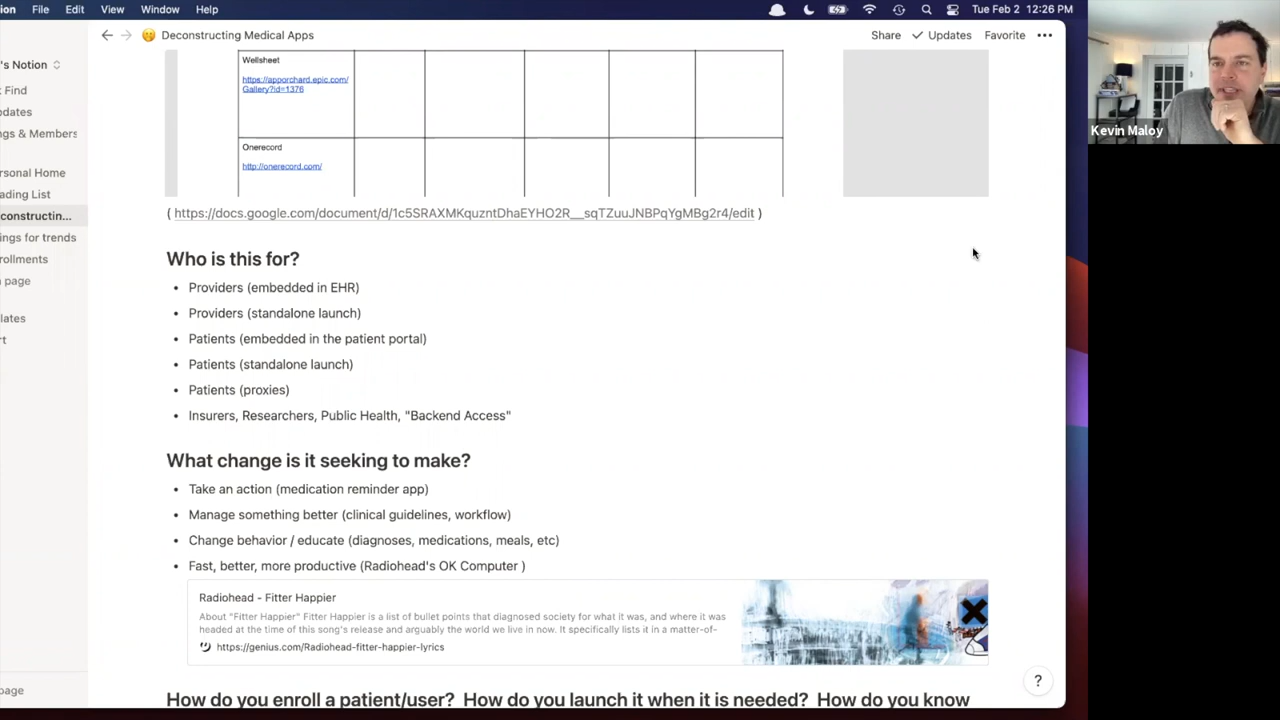 ion File Edit View Window Help Tue Feb 2 12:26 PM
Deconstructing Medical Apps Share Updates Favorite
's Notion
Find
dates
ngs & Members
rsonal Home
ading List
constructin...
ings for trends
rollments
page
lates
rt
page
Wellsheet
https://apporchard.epic.com/
Gallery?id=1376
Onerecord
http://onerecord.com/
( https://docs.google.com/document/d/1c5SRAXMKquzntDhaEYHO2R__sqTZuuJNBPqYgMBg2r4/edit )
Who is this for?
• Providers (embedded in EHR)
• Providers (standalone launch)
• Patients (embedded in the patient portal)
• Patients (standalone launch)
• Patients (proxies)
• Insurers, Researchers, Public Health, "Backend Access"
What change is it seeking to make?
• Take an action (medication reminder app)
• Manage something better (clinical guidelines, workflow)
• Change behavior / educate (diagnoses, medications, meals, etc)
• Fast, better, more productive (Radiohead's OK Computer )
Radiohead - Fitter Happier
About "Fitter Happier" Fitter Happier is a list of bullet points that diagnosed society for what it was, and where it was
headed at the time of this song's release and arguably the world we live in now. It specifically lists it in a matter-of-
https://genius.com/Radiohead-fitter-happier-lyrics
How do you enroll a patient/user? How do you launch it when it is needed? How do you know
?
Kevin Maloy